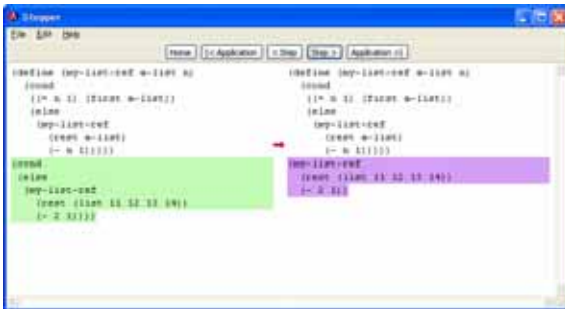 Stepper
File Edit Help
Home |< Application < Step Step > Application >|
(define (my-list-ref a-list n)
(cond
((= n 1) (first a-list))
(else
(my-list-ref
(rest a-list)
(- n 1)))))
(cond
(else
(my-list-ref
(rest (list 11 12 13 14))
(- 2 1))))
(define (my-list-ref a-list n)
(cond
((= n 1) (first a-list))
(else
(my-list-ref
(rest a-list)
(- n 1)))))
(my-list-ref
(rest (list 11 12 13 14))
(- 2 1))